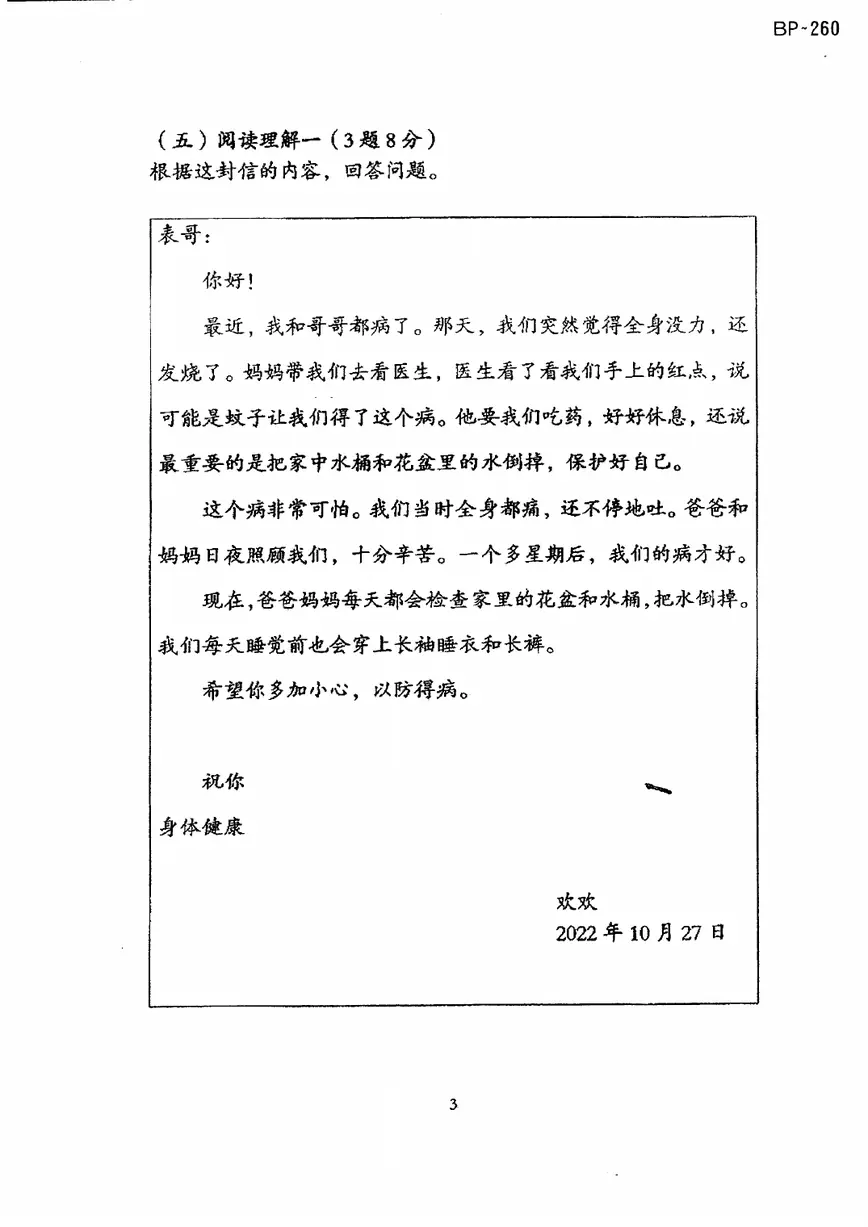 BP-260
（五）阅读理解一（3题8分）
根据这封信的内容，回答问题。
表哥：
你好！
最近，我和哥哥都病了。那天，我们突然觉得全身没力，还
发烧了。妈妈带我们去看医生，医生看了看我们手上的红点，说
可能是蚊子让我们得了这个病。他要我们吃药，好好休息，还说
最重要的是把家中水桶和花盆里的水倒掉，保护好自己。
这个病非常可怕。我们当时全身都痛，还不停地吐。爸爸和
妈妈日夜照顾我们，十分辛苦。一个多星期后，我们的病才好。
现在，爸爸妈妈每天都会检查家里的花盆和水桶，把水倒掉。
我们每天睡觉前也会穿上长袖睡衣和长裤。
希望你多加小心，以防得病。
祝你
身体健康
欢欢
2022年10月27日
3